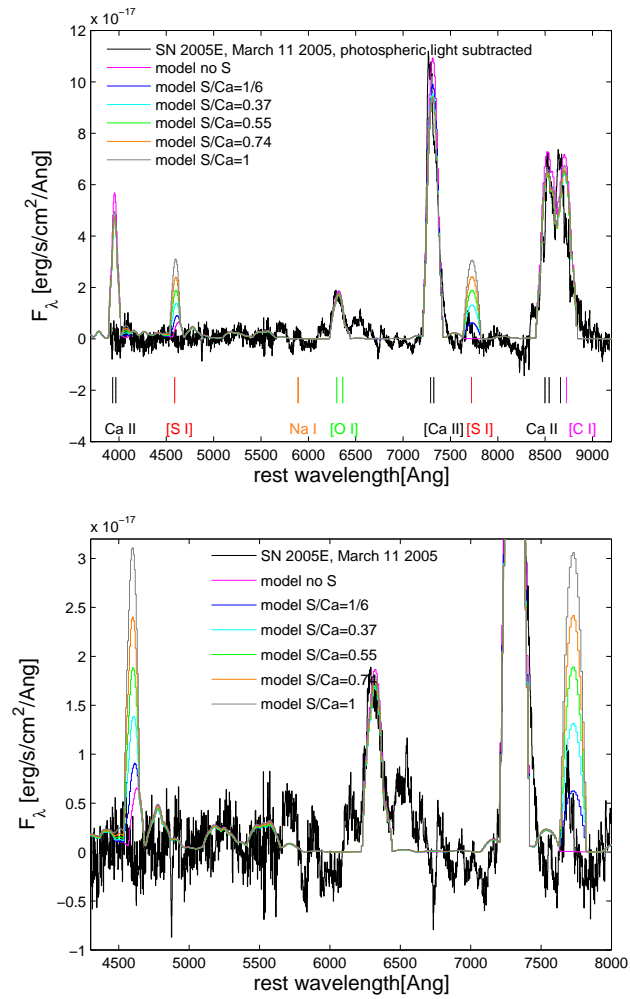 x 10^-17
12
10
8
6
4
2
0
−2
−4
F_λ [erg/s/cm²/Ang]
SN 2005E, March 11 2005, photospheric light subtracted
model no S
model S/Ca=1/6
model S/Ca=0.37
model S/Ca=0.55
model S/Ca=0.74
model S/Ca=1
Ca II [S I] Na I [O I] [Ca II] [S I] Ca II [C I]
4000 4500 5000 5500 6000 6500 7000 7500 8000 8500 9000
rest wavelength[Ang]
x 10^-17
3
2.5
2
1.5
1
0.5
0
−0.5
−1
F_λ [erg/s/cm²/Ang]
SN 2005E, March 11 2005
model no S
model S/Ca=1/6
model S/Ca=0.37
model S/Ca=0.55
model S/Ca=0.74
model S/Ca=1
4500 5000 5500 6000 6500 7000 7500 8000
rest wavelength[Ang]